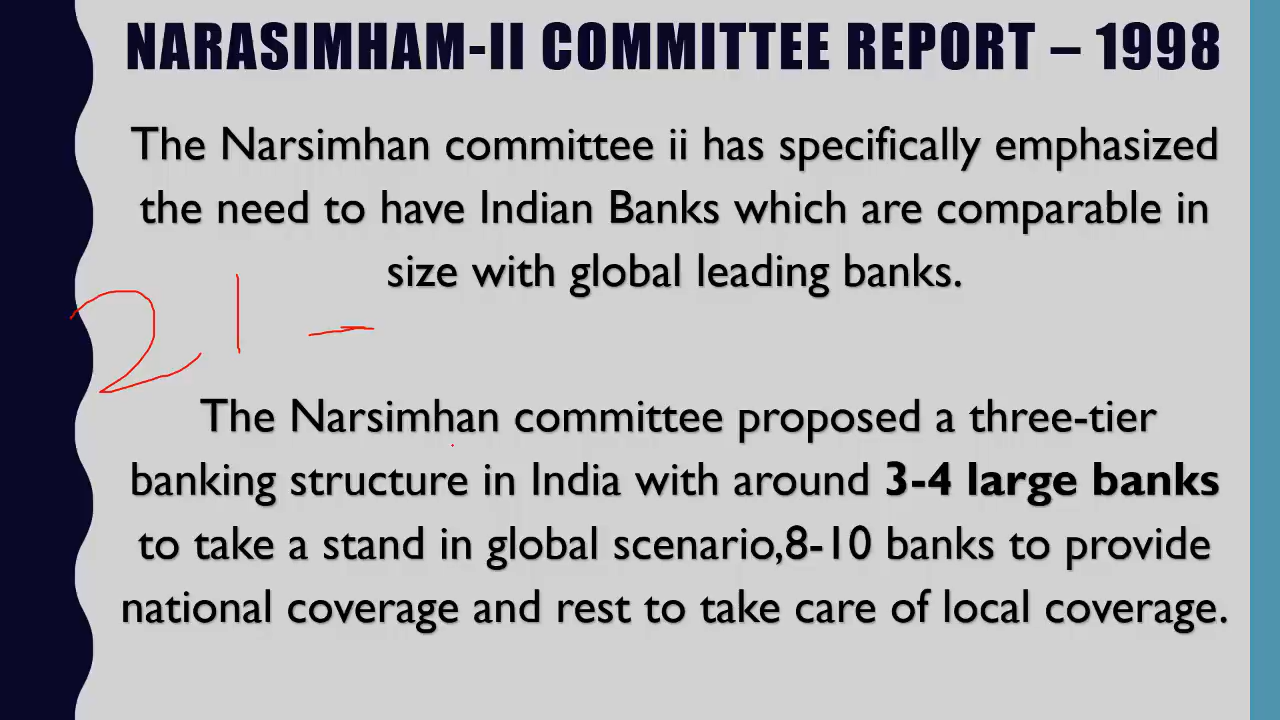 NARASIMHAM-II COMMITTEE REPORT – 1998
The Narsimhan committee ii has specifically emphasized
the need to have Indian Banks which are comparable in
size with global leading banks.
21 –
The Narsimhan committee proposed a three-tier
banking structure in India with around 3-4 large banks
to take a stand in global scenario,8-10 banks to provide
national coverage and rest to take care of local coverage.